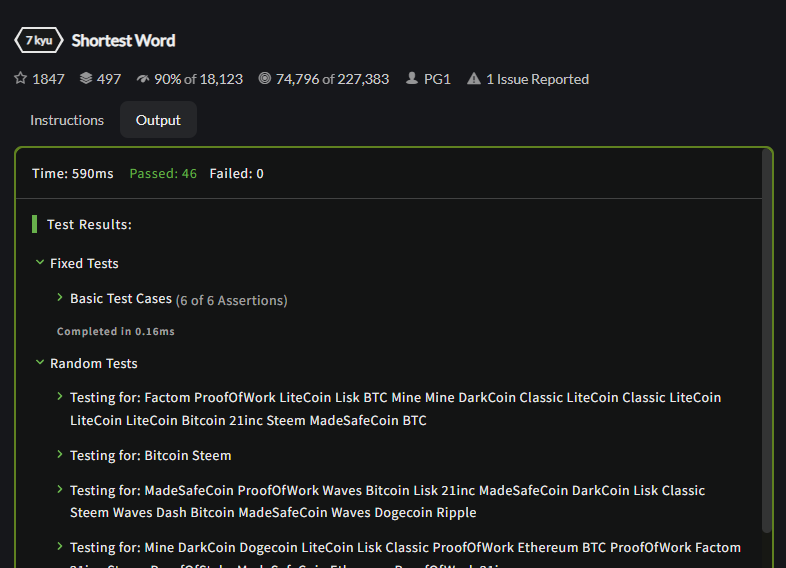 7 kyu Shortest Word
1847 497 90% of 18,123 74,796 of 227,383 PG1 1 Issue Reported
Instructions Output
Time: 590ms Passed: 46 Failed: 0
Test Results:
Fixed Tests
Basic Test Cases (6 of 6 Assertions)
Completed in 0.16ms
Random Tests
Testing for: Factom ProofOfWork LiteCoin Lisk BTC Mine Mine DarkCoin Classic LiteCoin Classic LiteCoin
LiteCoin LiteCoin Bitcoin 21inc Steem MadeSafeCoin BTC
Testing for: Bitcoin Steem
Testing for: MadeSafeCoin ProofOfWork Waves Bitcoin Lisk 21inc MadeSafeCoin DarkCoin Lisk Classic
Steem Waves Dash Bitcoin MadeSafeCoin Waves Dogecoin Ripple
Testing for: Mine DarkCoin Dogecoin LiteCoin Lisk Classic ProofOfWork Ethereum BTC ProofOfWork Factom